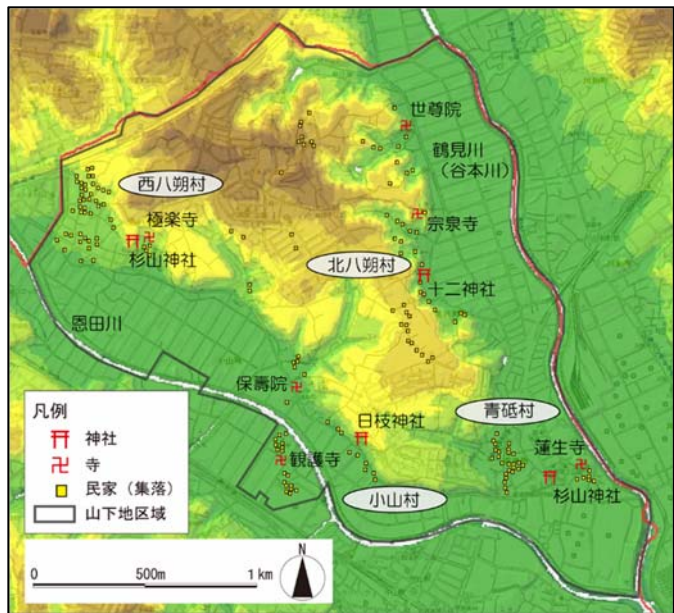 世尊院
鶴見川
（谷本川）
西八朔村
極楽寺
宗泉寺
杉山神社
北八朔村
十二神社
恩田川
保壽院
日枝神社
青砥村
蓮生寺
観護寺
杉山神社
小山村
凡例
神社
寺
民家（集落）
山下地区域
0 500m 1 km
N